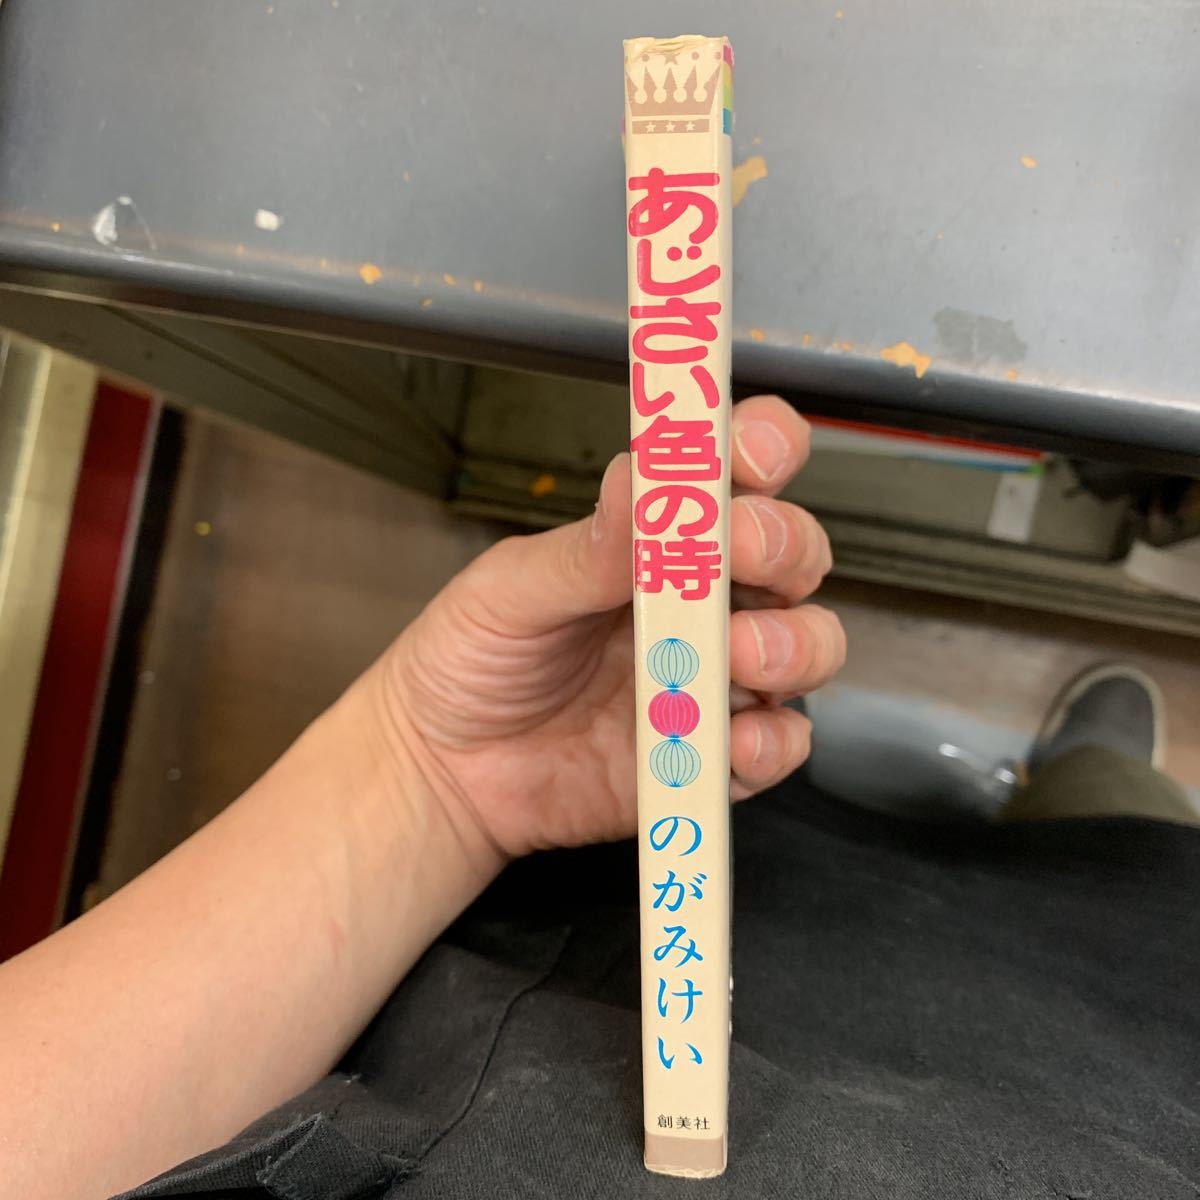 あじさい色の時
のがみけい
創美社